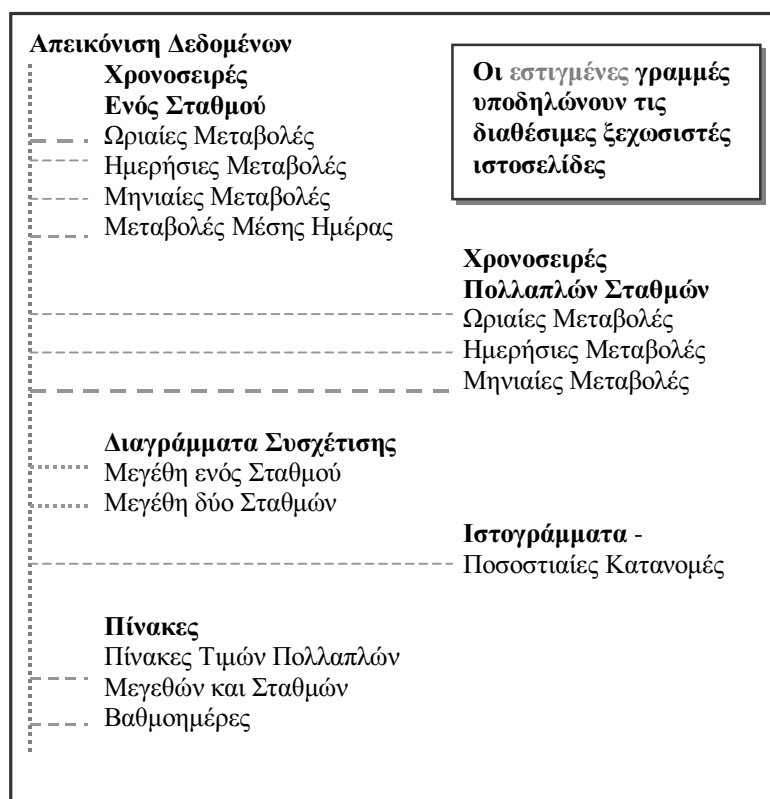 Απεικόνιση Δεδομένων
Χρονοσειρές
Ενός Σταθμού
Ωριαίες Μεταβολές
Ημερήσιες Μεταβολές
Μηνιαίες Μεταβολές
Μεταβολές Μέσης Ημέρας
Οι εστιγμένες γραμμές
υποδηλώνουν τις
διαθέσιμες ξεχωσιστές
ιστοσελίδες
Χρονοσειρές
Πολλαπλών Σταθμών
Ωριαίες Μεταβολές
Ημερήσιες Μεταβολές
Μηνιαίες Μεταβολές
Διαγράμματα Συσχέτισης
Μεγέθη ενός Σταθμού
Μεγέθη δύο Σταθμών
Ιστογράμματα -
Ποσοστιαίες Κατανομές
Πίνακες
Πίνακες Τιμών Πολλαπλών
Μεγεθών και Σταθμών
Βαθμοημέρες